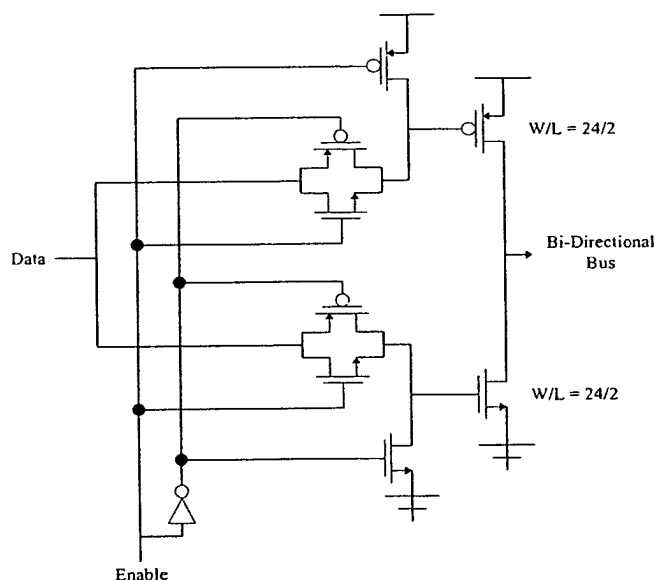 W/L = 24/2
Bi-Directional
Bus
Data
W/L = 24/2
Enable